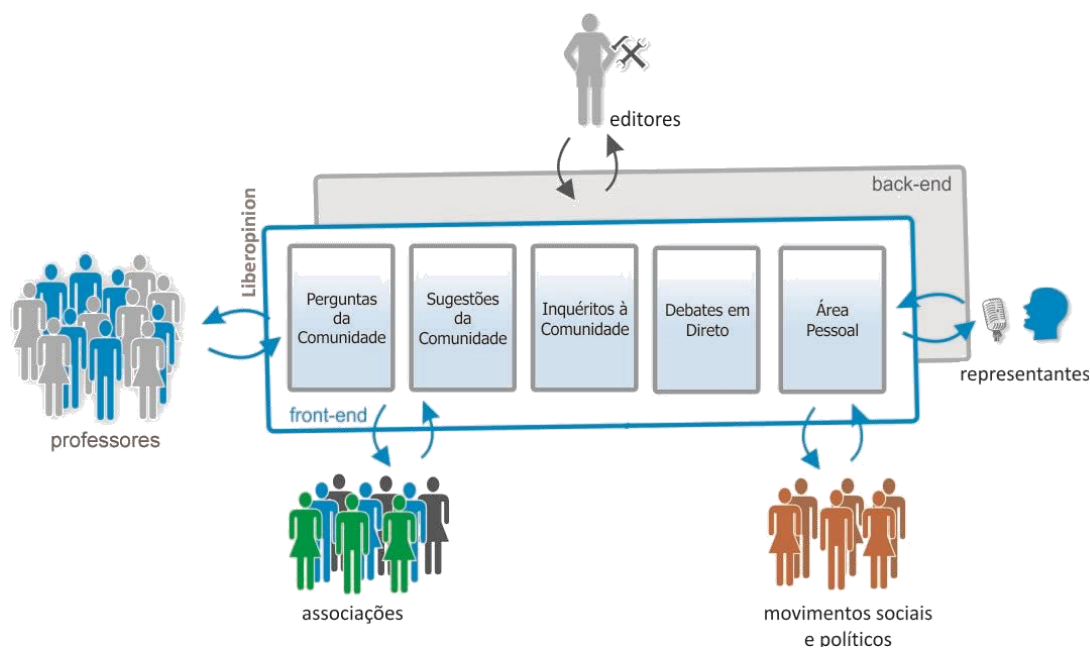 editores
back-end
Liberopinion
Perguntas
da
Comunidade
Sugestões
da
Comunidade
Inquéritos à
Comunidade
Debates em
Direto
Área
Pessoal
representantes
front-end
professores
associações
movimentos sociais
e políticos